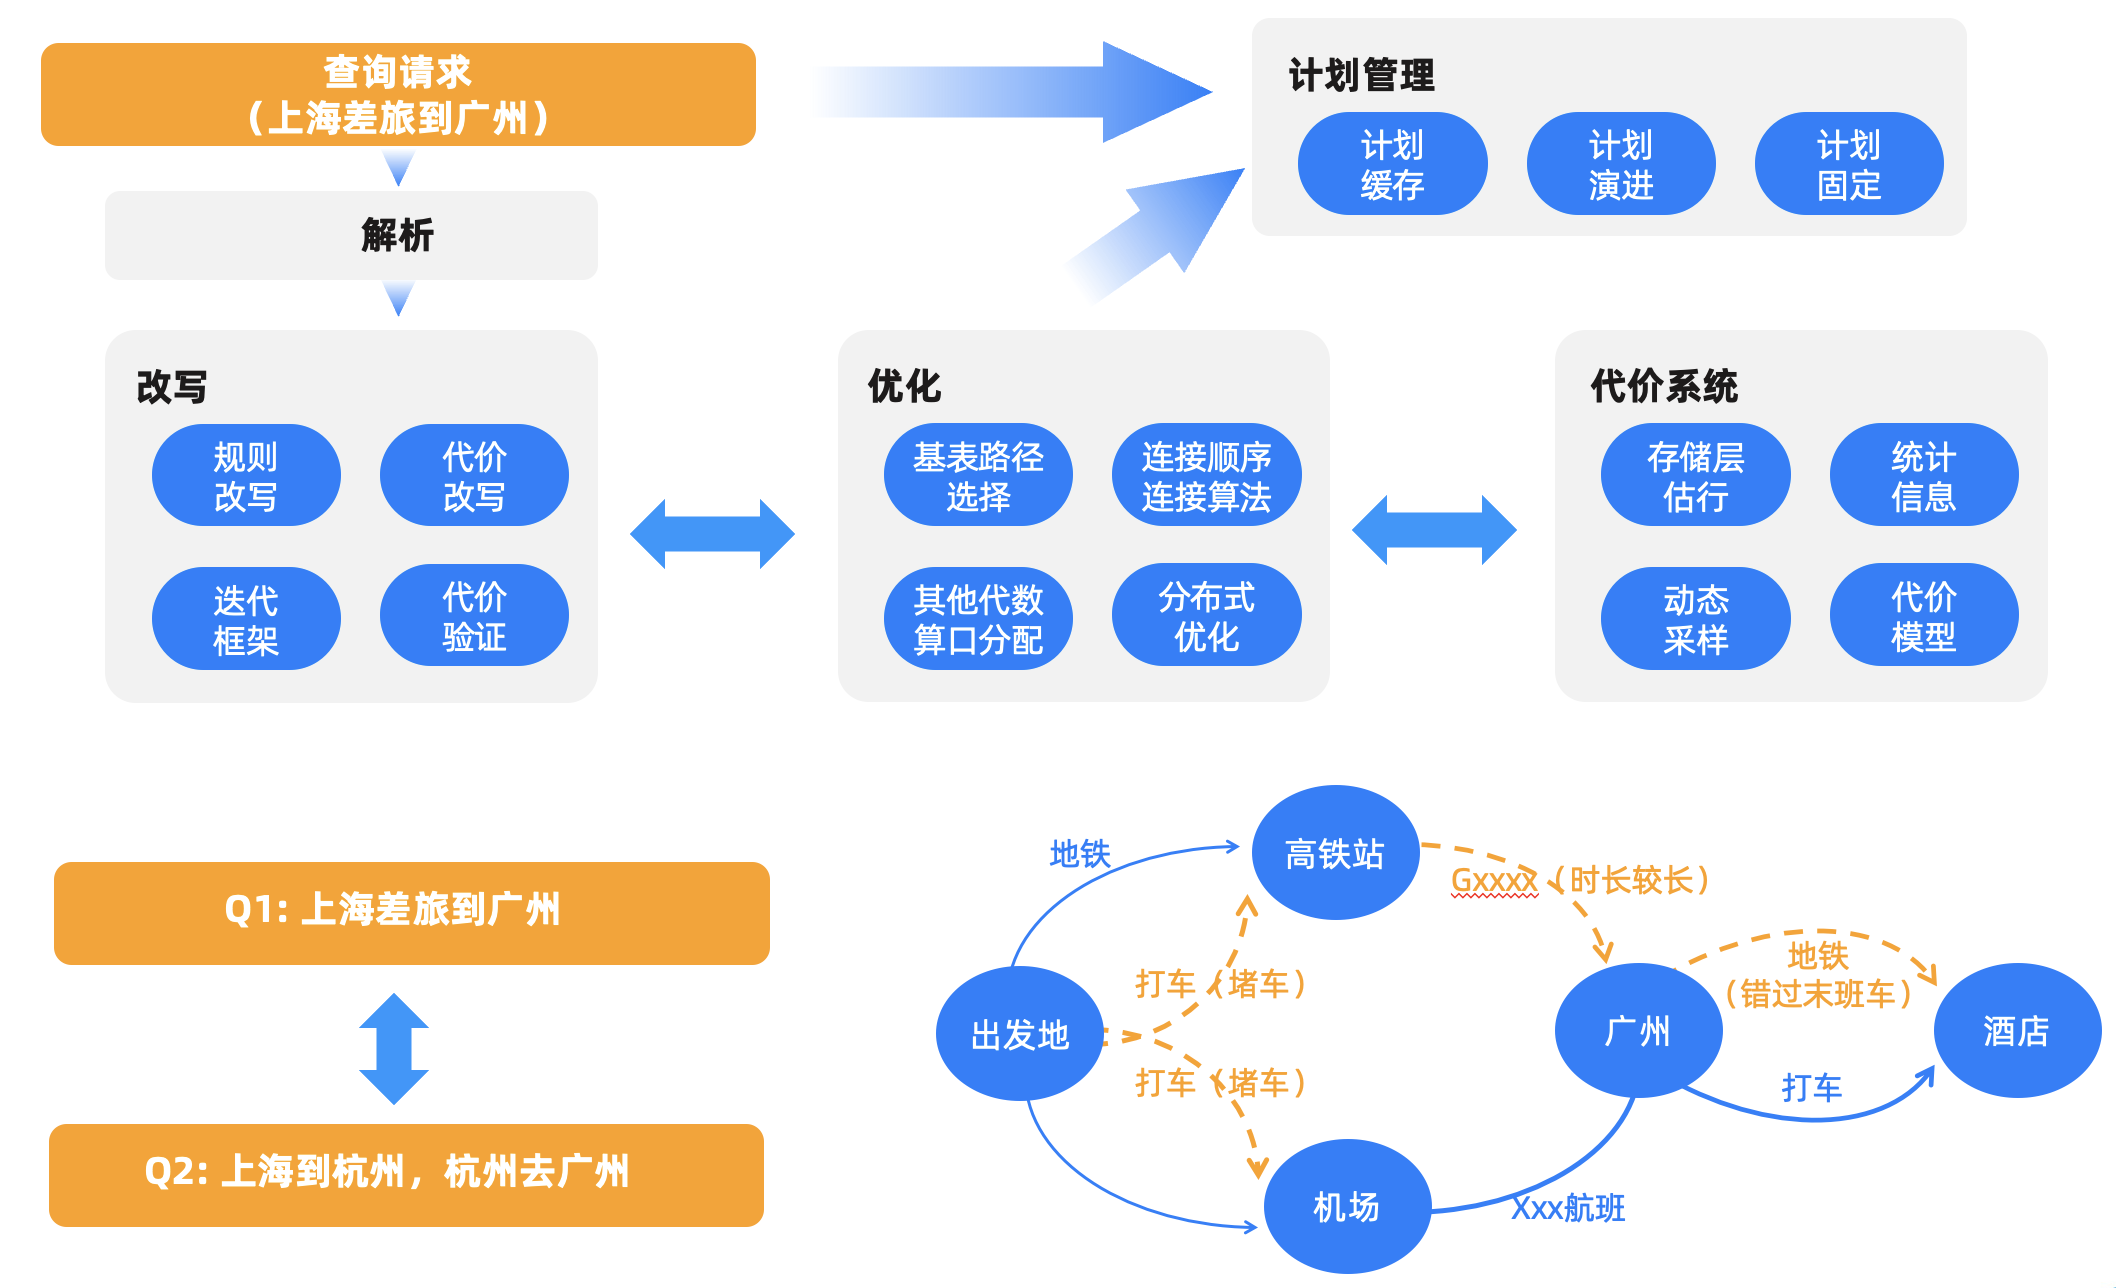 查询请求
（上海差旅到广州）
解析
计划管理
计划
缓存
计划
演进
计划
固定
改写
规则
改写
代价
改写
迭代
框架
代价
验证
优化
基表路径
选择
连接顺序
连接算法
其他代数
算口分配
分布式
优化
代价系统
存储层
估行
统计
信息
动态
采样
代价
模型
Q1: 上海差旅到广州
Q2: 上海到杭州，杭州去广州
地铁
高铁站
Gxxxx（时长较长）
打车（堵车）
地铁
（错过末班车）
出发地
广州
酒店
打车（堵车）
打车
机场
Xxx航班